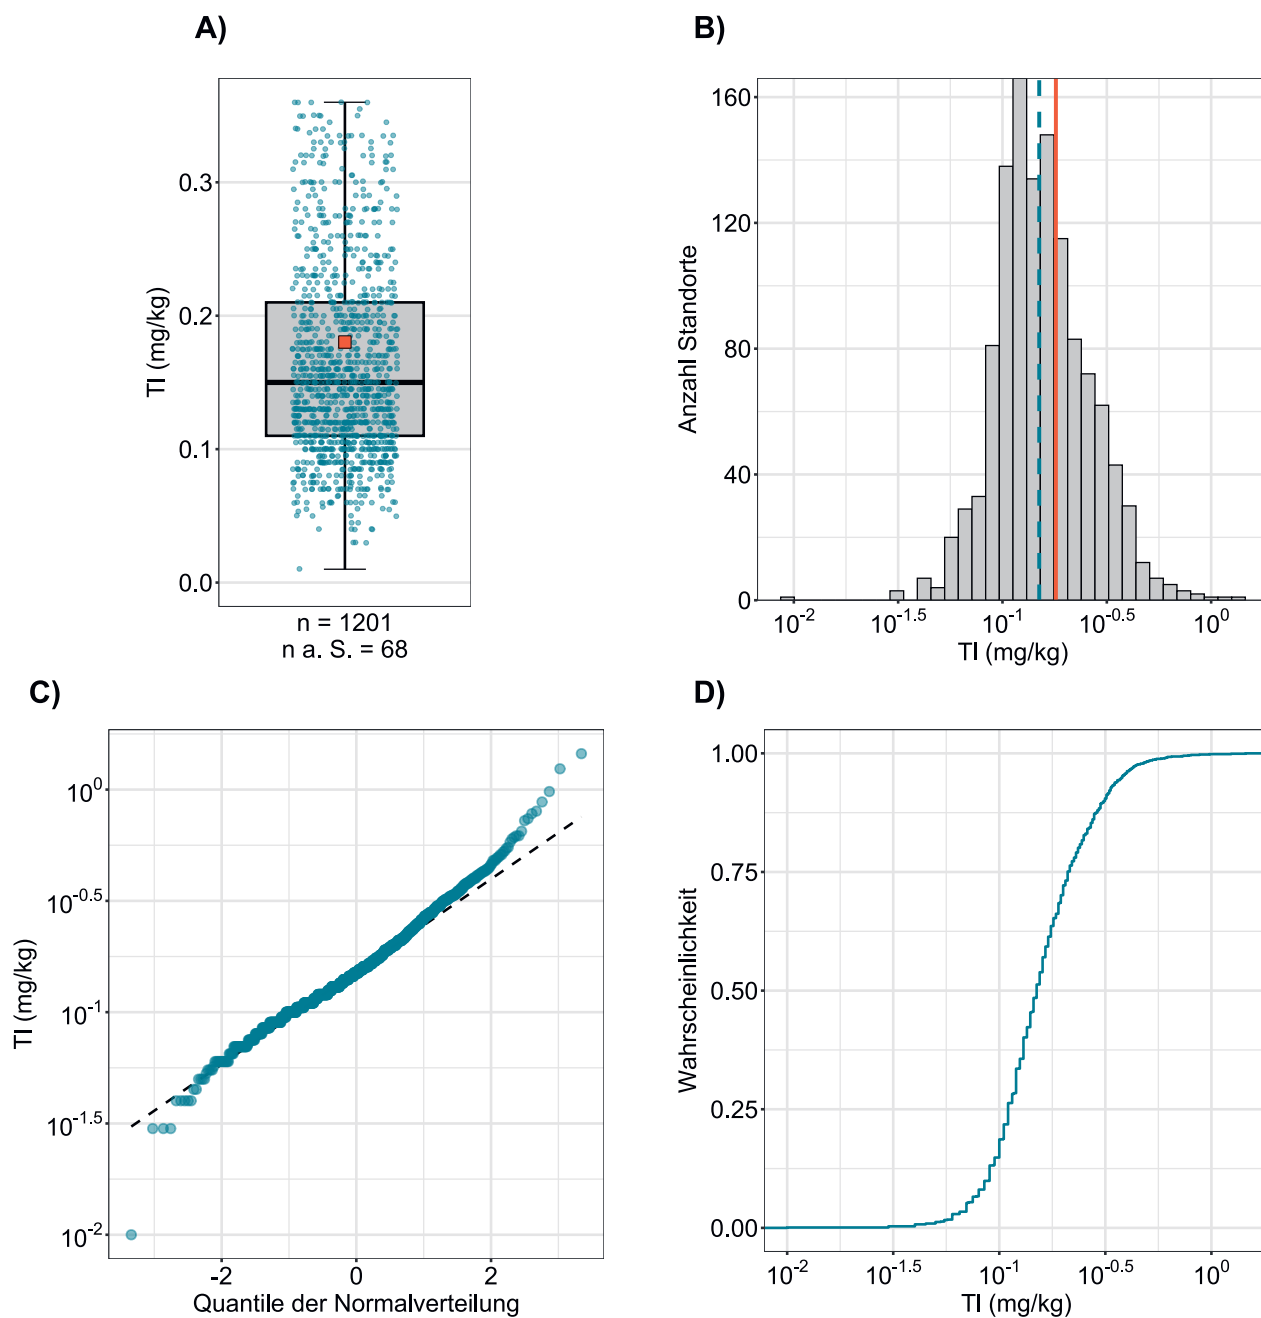 A)
0.3
0.2
0.1
0.0
Tl (mg/kg)
n = 1201
n a. S. = 68
B)
160
120
80
40
0
Anzahl Standorte
10^-2
10^-1.5
10^-1
10^-0.5
10^0
Tl (mg/kg)
C)
10^0
10^-0.5
10^-1
10^-1.5
10^-2
Tl (mg/kg)
-2
0
2
Quantile der Normalverteilung
D)
1.00
0.75
0.50
0.25
0.00
Wahrscheinlichkeit
10^-2
10^-1.5
10^-1
10^-0.5
10^0
Tl (mg/kg)